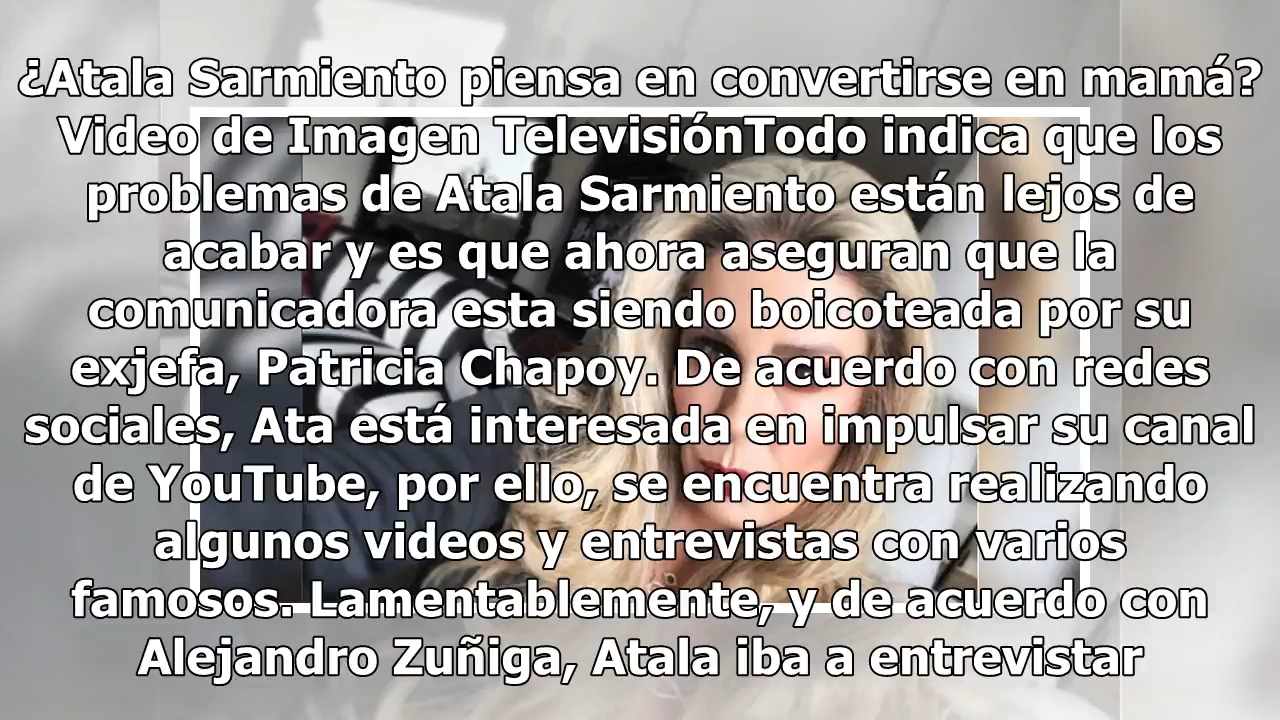 ¿Atala Sarmiento piensa en convertirse en mamá?
Video de Imagen TelevisiónTodo indica que los
problemas de Atala Sarmiento están lejos de
acabar y es que ahora aseguran que la
comunicadora esta siendo boicoteada por su
exjefa, Patricia Chapoy. De acuerdo con redes
sociales, Ata está interesada en impulsar su canal
de YouTube, por ello, se encuentra realizando
algunos videos y entrevistas con varios
famosos. Lamentablemente, y de acuerdo con
Alejandro Zuñiga, Atala iba a entrevistar